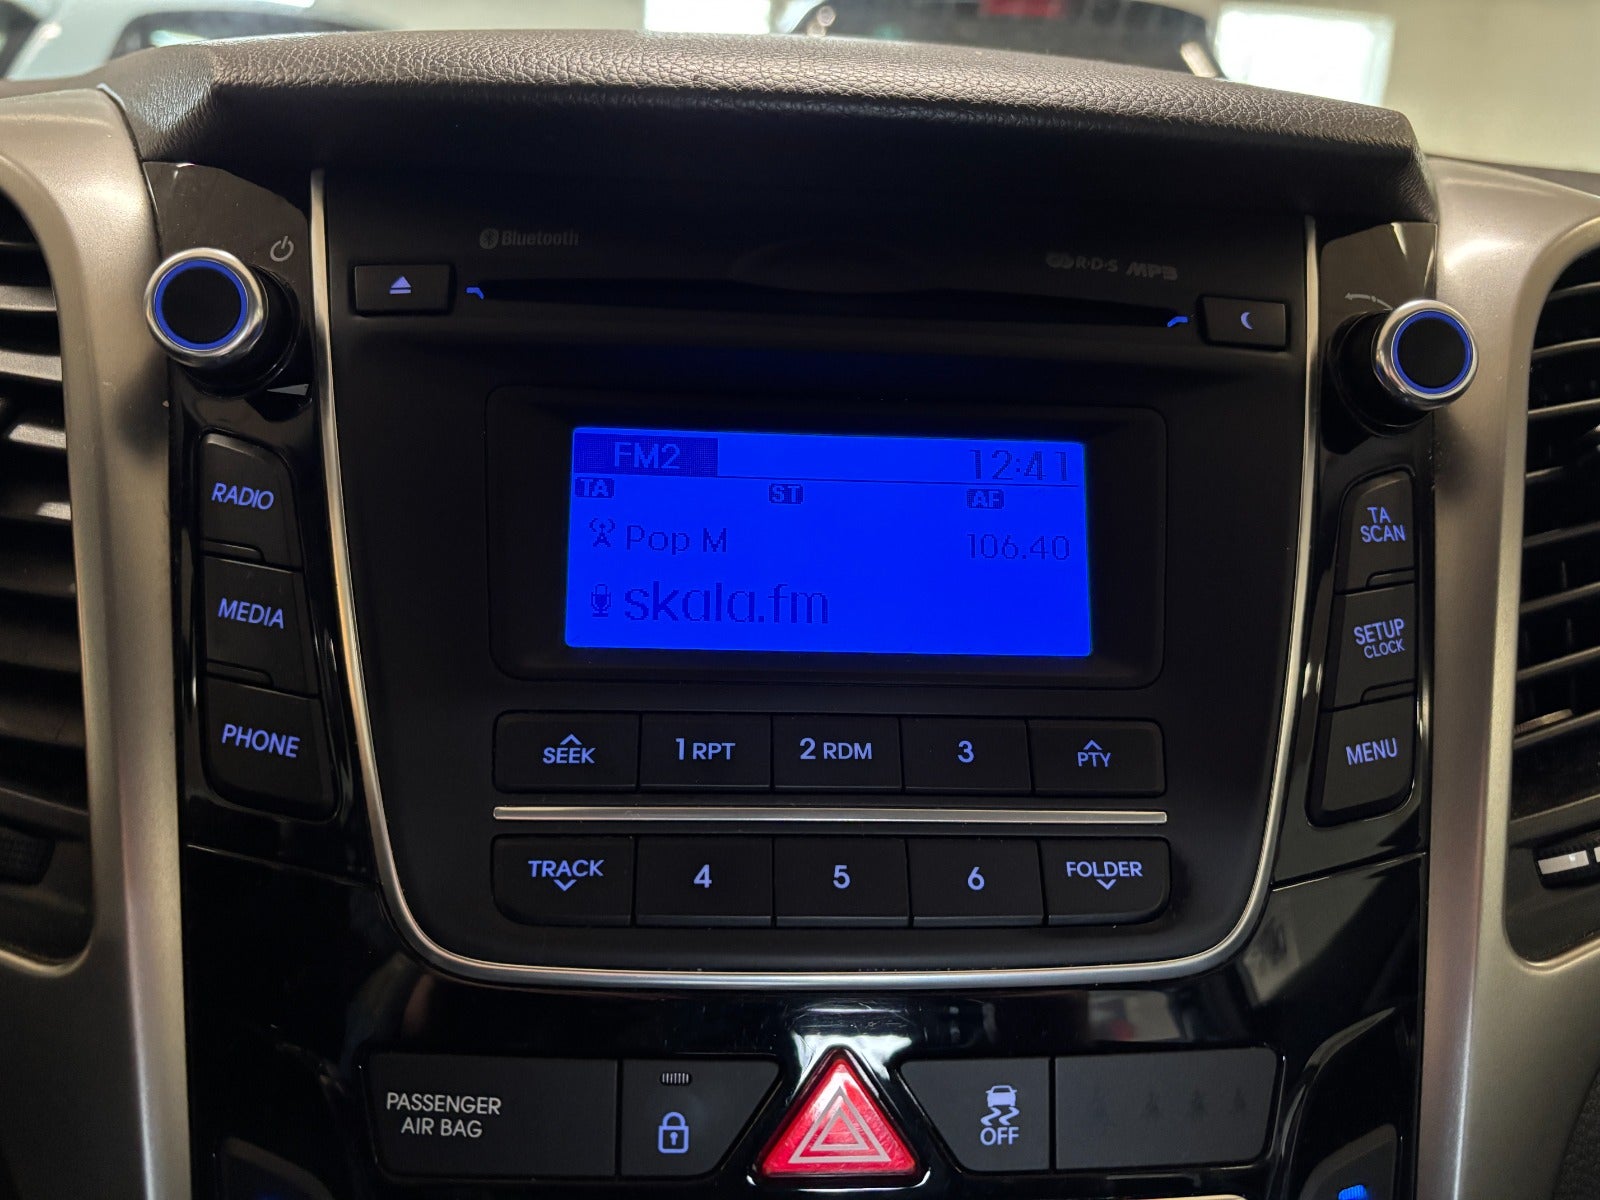 Bluetooth
R·D·S MP3
FM2 12:41
TA ST AF
Pop M 106.40
skala.fm
RADIO
MEDIA
PHONE
TA
SCAN
SETUP
CLOCK
MENU
SEEK 1 RPT 2 RDM 3 PTY
TRACK 4 5 6 FOLDER
PASSENGER
AIR BAG
OFF